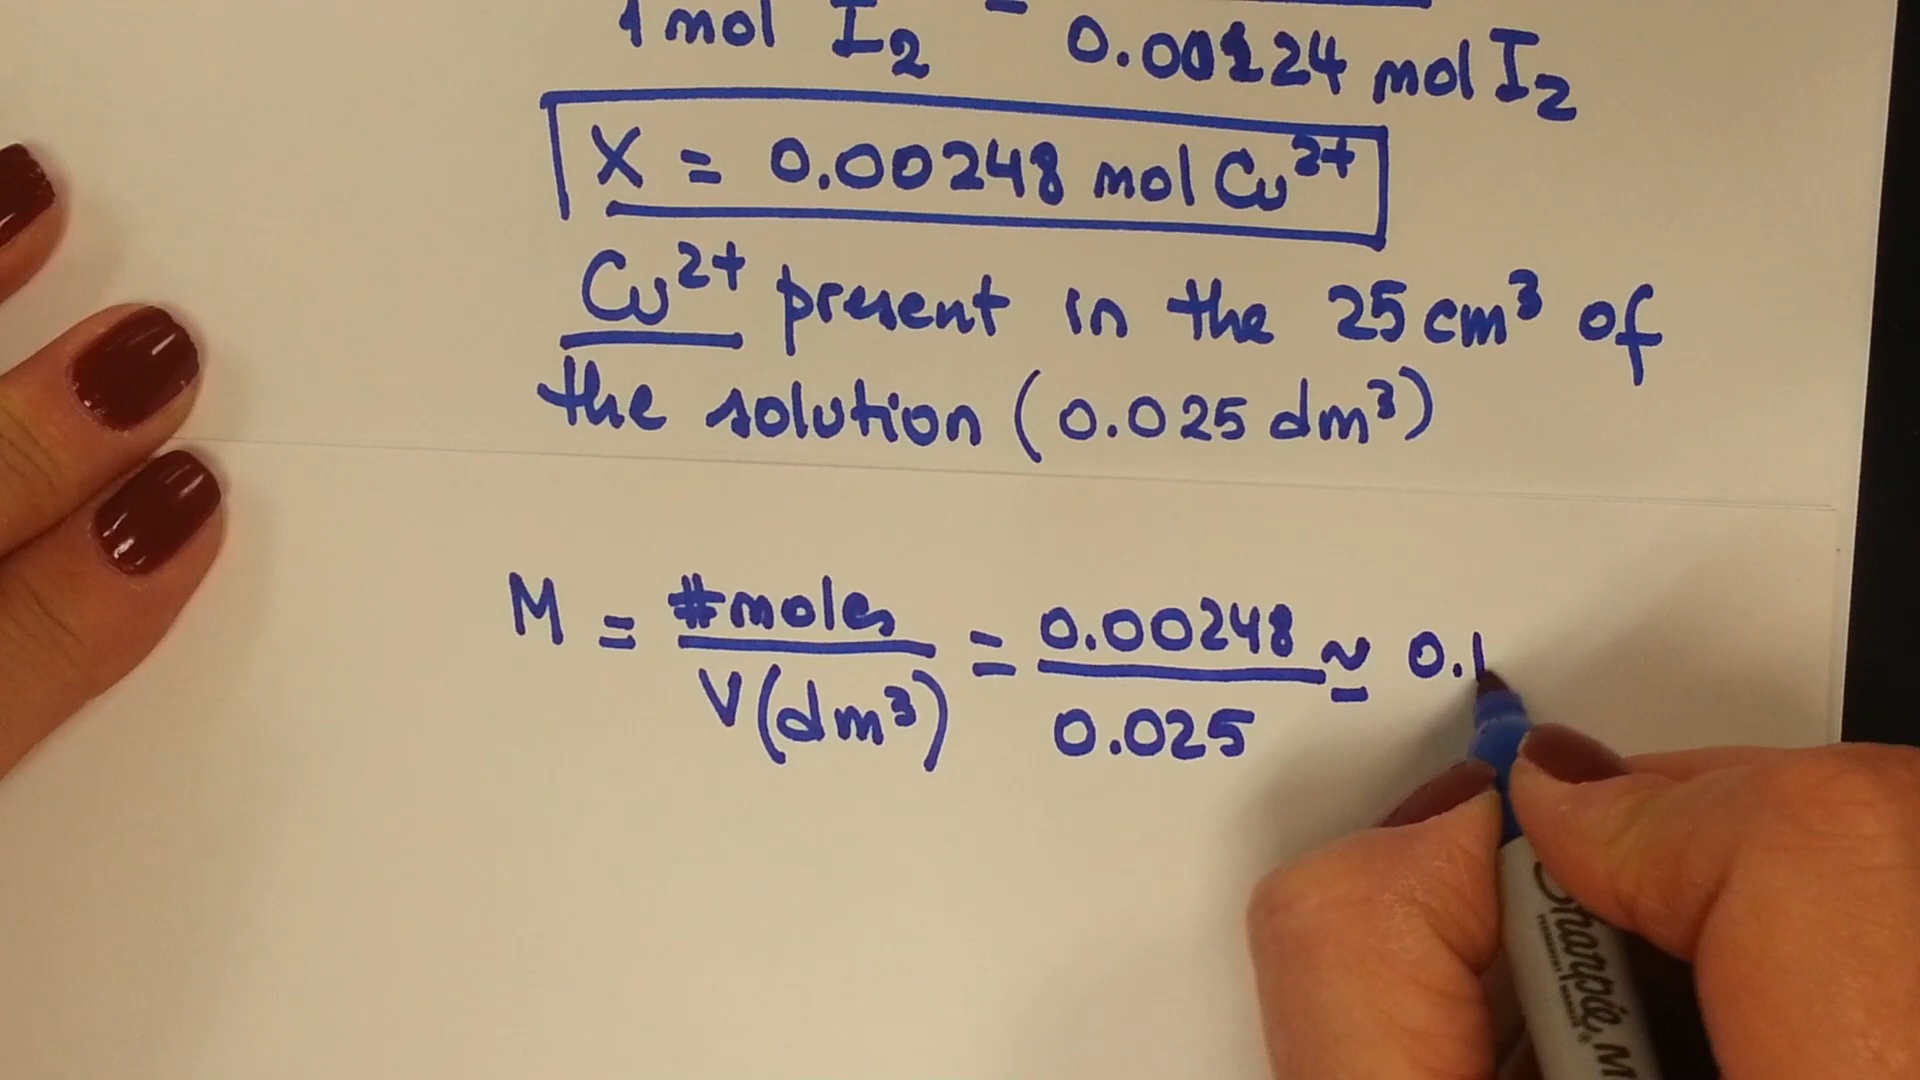 1 mol I₂ = 0.00124 mol I₂
X = 0.00248 mol Cu²⁺
Cu²⁺ present in the 25 cm³ of
the solution (0.025 dm³)
M = #moles / V(dm³) = 0.00248 / 0.025 ≅ 0.1
Sharpie